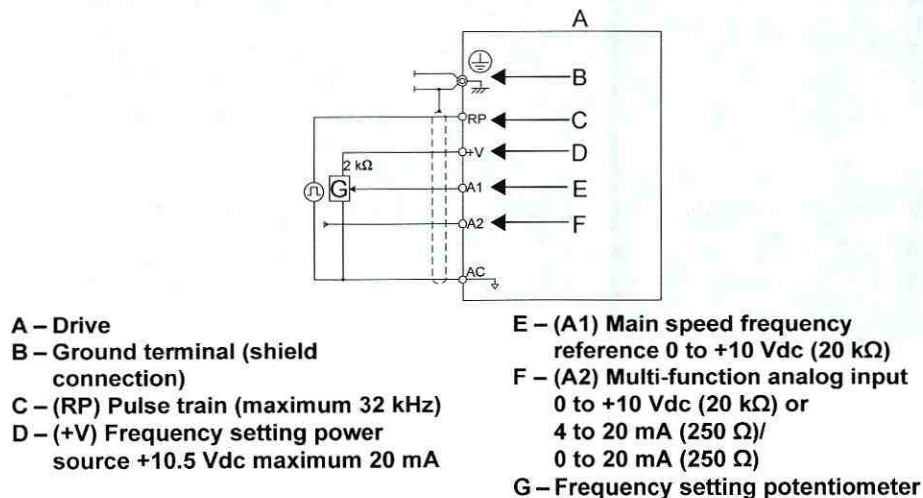 A
B
RP
C
+V
D
2 kΩ
G
A1
E
A2
F
AC
A – Drive
B – Ground terminal (shield
connection)
C – (RP) Pulse train (maximum 32 kHz)
D – (+V) Frequency setting power
source +10.5 Vdc maximum 20 mA
E – (A1) Main speed frequency
reference 0 to +10 Vdc (20 kΩ)
F – (A2) Multi-function analog input
0 to +10 Vdc (20 kΩ) or
4 to 20 mA (250 Ω)/
0 to 20 mA (250 Ω)
G – Frequency setting potentiometer